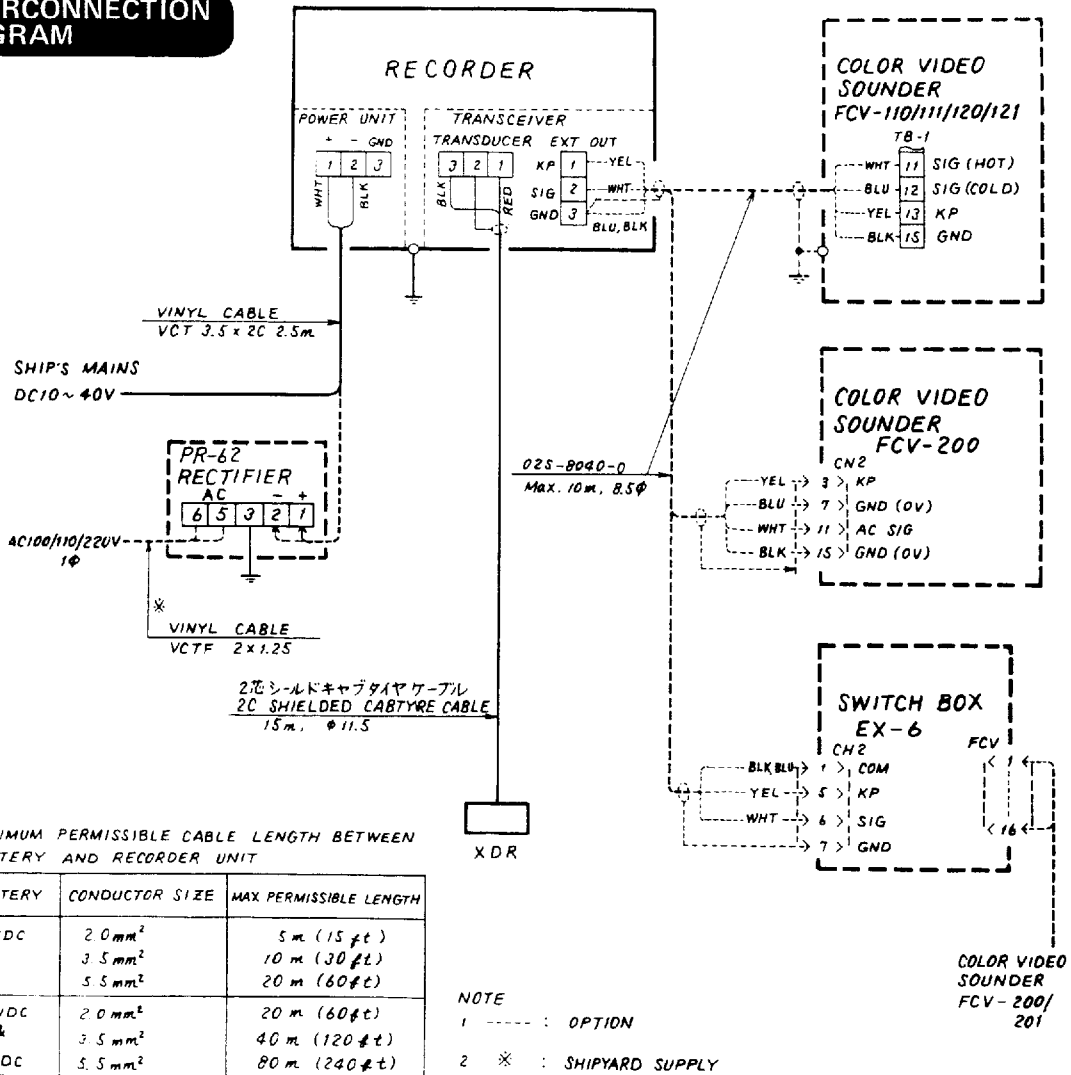 RCONNECTION
GRAM
RECORDER
POWER UNIT
+ - GND
1 2 3
WHT
BLK
TRANSCEIVER
TRANSDUCER
3 2 1
BLK
RED
EXT OUT
KP 1 YEL
SIG 2 WHT
GND 3
BLU, BLK
COLOR VIDEO
SOUNDER
FCV-110/111/120/121
TB-1
WHT 11 SIG (HOT)
BLU 12 SIG (COLD)
YEL 13 KP
BLK 15 GND
VINYL CABLE
VCT 3.5 x 2C 2.5m
SHIP'S MAINS
DC10~40V
PR-62
RECTIFIER
AC - +
6 5 3 2 1
AC100/110/220V
1φ
※
VINYL CABLE
VCTF 2x1.25
025-8040-0
Max. 10m, 8.5φ
COLOR VIDEO
SOUNDER
FCV-200
CN2
YEL 3 KP
BLU 7 GND (0V)
WHT 11 AC SIG
BLK 15 GND (0V)
2芯シールドキャブタイヤケーブル
2C SHIELDED CABTYRE CABLE
15m, φ11.5
XDR
SWITCH BOX
EX-6
CH2
BLK BLU 1 COM
YEL 5 KP
WHT 6 SIG
7 GND
FCV
1
16
COLOR VIDEO
SOUNDER
FCV-200/
201
IMUM PERMISSIBLE CABLE LENGTH BETWEEN
TERY AND RECORDER UNIT
TERY CONDUCTOR SIZE MAX PERMISSIBLE LENGTH
DC 2.0mm² 5m (15ft)
3.5mm² 10m (30ft)
5.5mm² 20m (60ft)
DC 2.0mm² 20m (60ft)
& 3.5mm² 40m (120ft)
DC 5.5mm² 80m (240ft)
NOTE
1 ----- : OPTION
2 ※ : SHIPYARD SUPPLY